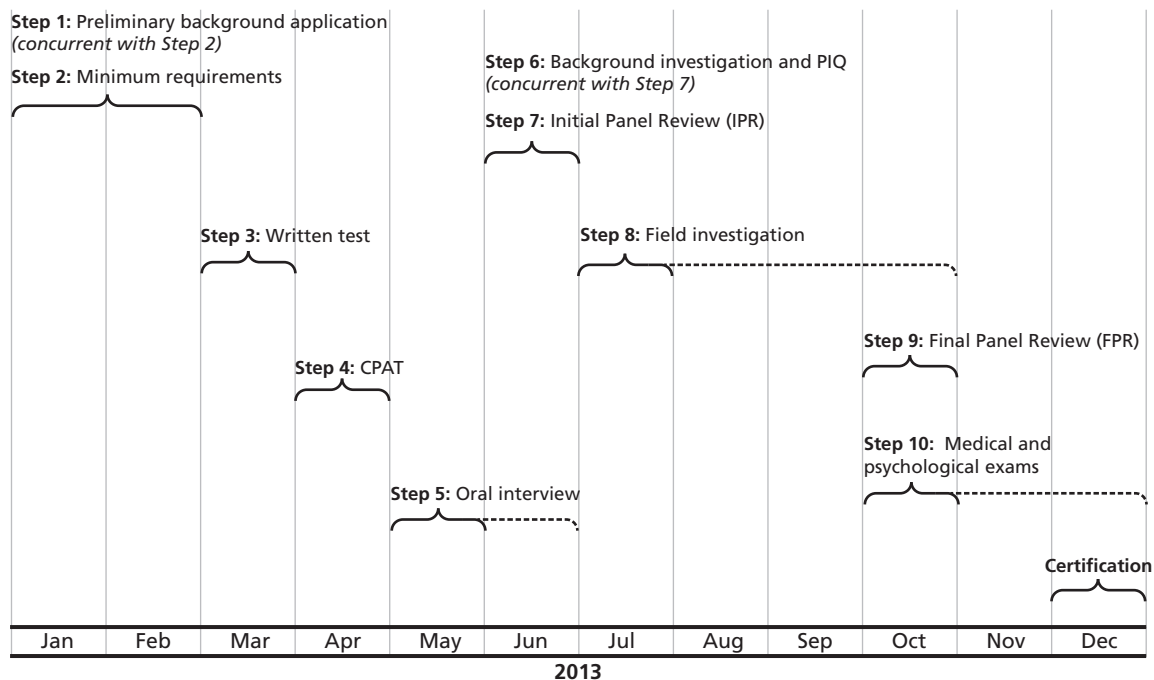 Step 1: Preliminary background application
(concurrent with Step 2)
Step 2: Minimum requirements
Step 6: Background investigation and PIQ
(concurrent with Step 7)
Step 7: Initial Panel Review (IPR)
Step 3: Written test
Step 8: Field investigation
Step 9: Final Panel Review (FPR)
Step 4: CPAT
Step 10: Medical and
psychological exams
Step 5: Oral interview
Certification
Jan Feb Mar Apr May Jun Jul Aug Sep Oct Nov Dec
2013